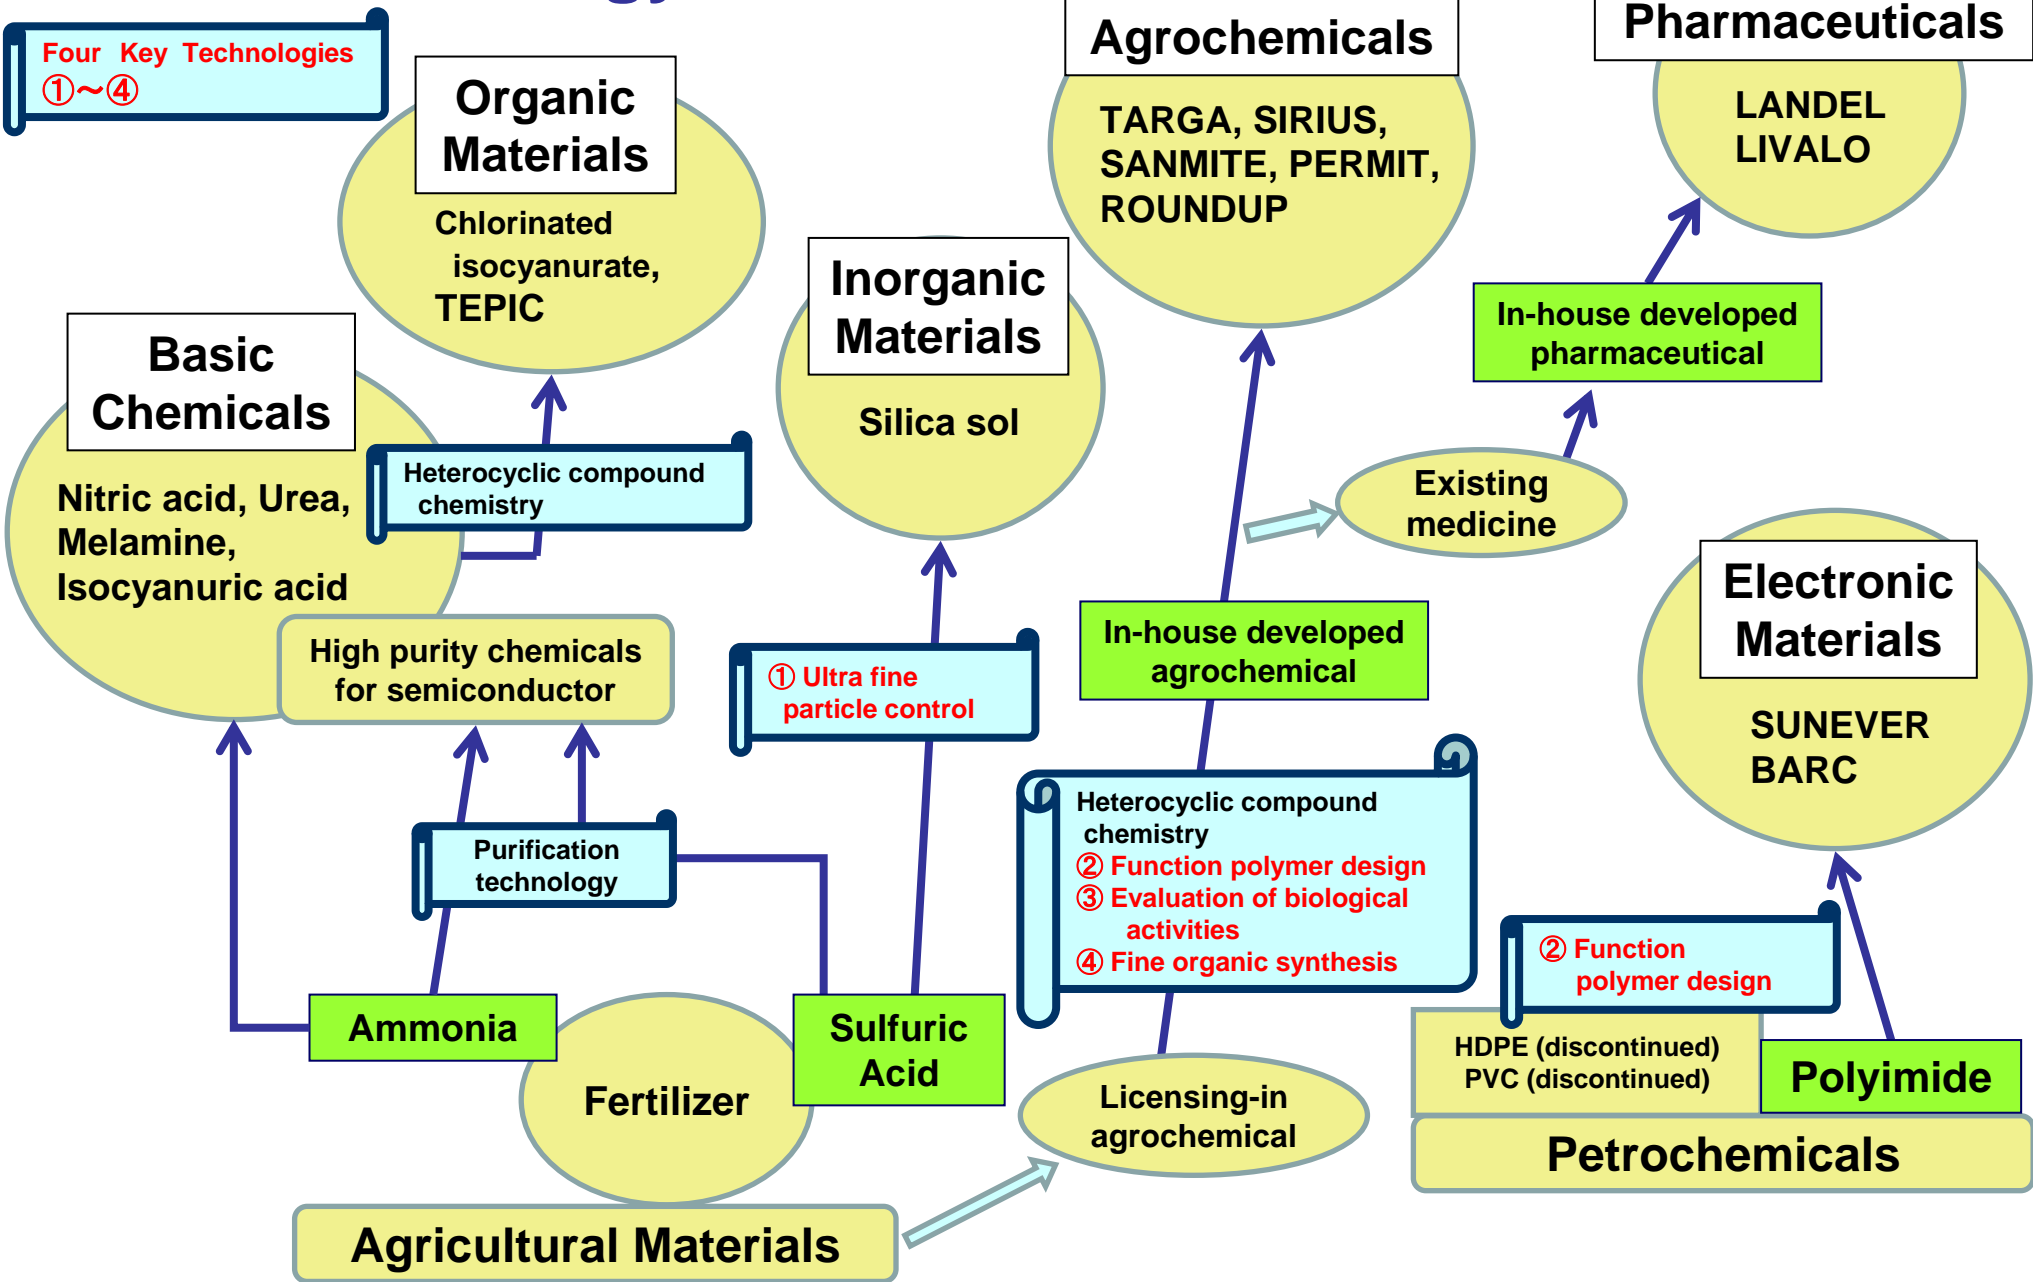 Four Key Technologies
①～④
Organic
Materials
Chlorinated
isocyanurate,
TEPIC
Agrochemicals
TARGA, SIRIUS,
SANMITE, PERMIT,
ROUNDUP
Pharmaceuticals
LANDEL
LIVALO
Inorganic
Materials
Silica sol
In-house developed
pharmaceutical
Basic
Chemicals
Nitric acid, Urea,
Melamine,
Isocyanuric acid
Heterocyclic compound
chemistry
Existing
medicine
Electronic
Materials
SUNEVER
BARC
High purity chemicals
for semiconductor
① Ultra fine
particle control
In-house developed
agrochemical
Purification
technology
Heterocyclic compound
chemistry
② Function polymer design
③ Evaluation of biological
activities
④ Fine organic synthesis
② Function
polymer design
Ammonia
Fertilizer
Sulfuric
Acid
Licensing-in
agrochemical
HDPE (discontinued)
PVC (discontinued)
Polyimide
Petrochemicals
Agricultural Materials